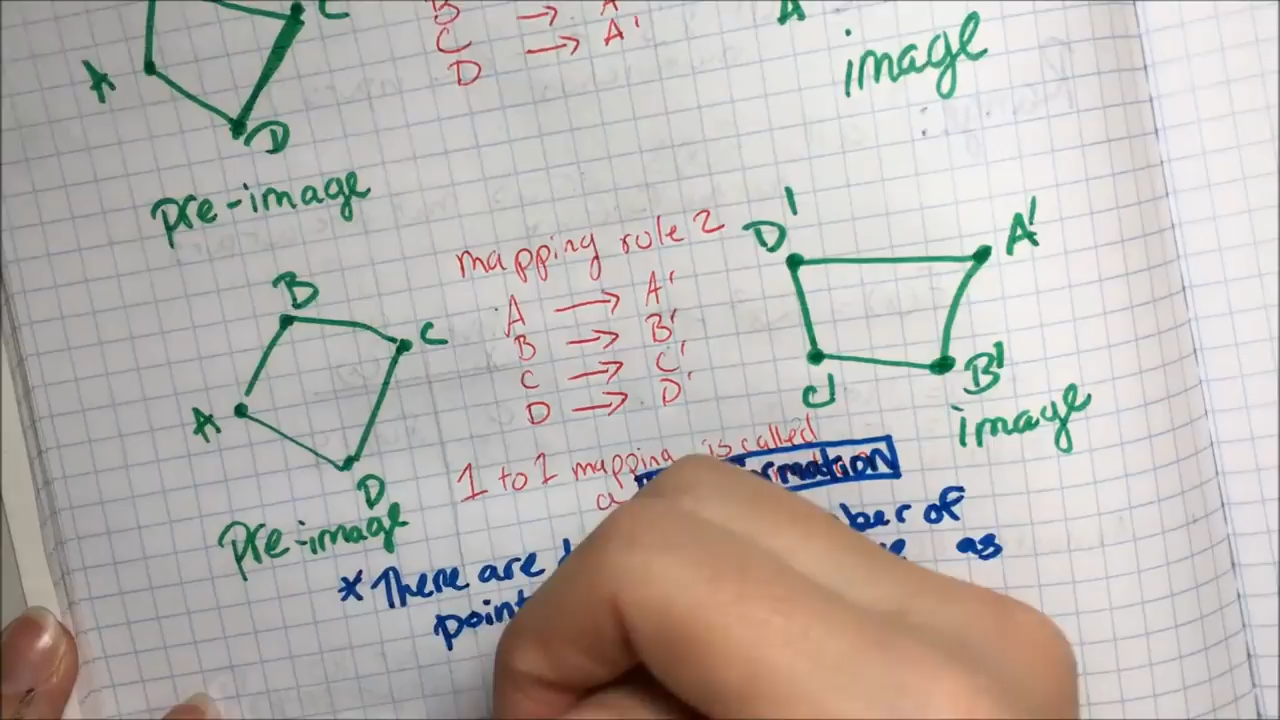 C
B → A'
C → A'
D
A
D
A
image
pre-image
mapping rule 2
A → A'
B → B'
C → C'
D → D'
B
C
A
D
pre-image
D'
A'
C'
B'
image
1 to 1 mapping is called
a
* There are
of
as
point